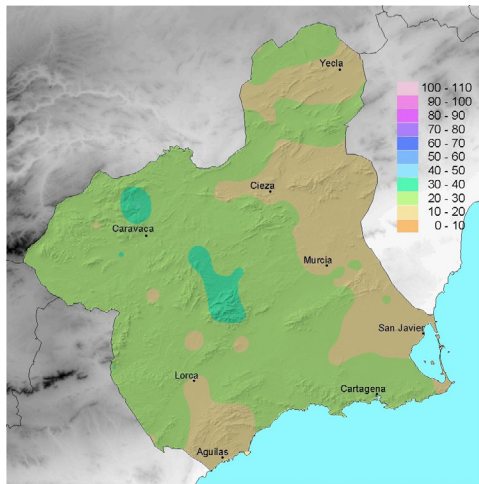 Yecla
100 - 110
90 - 100
80 - 90
70 - 80
60 - 70
50 - 60
40 - 50
30 - 40
20 - 30
10 - 20
0 - 10
Cieza
Caravaca
Murcia
San Javier
Lorca
Cartagena
Aguilas